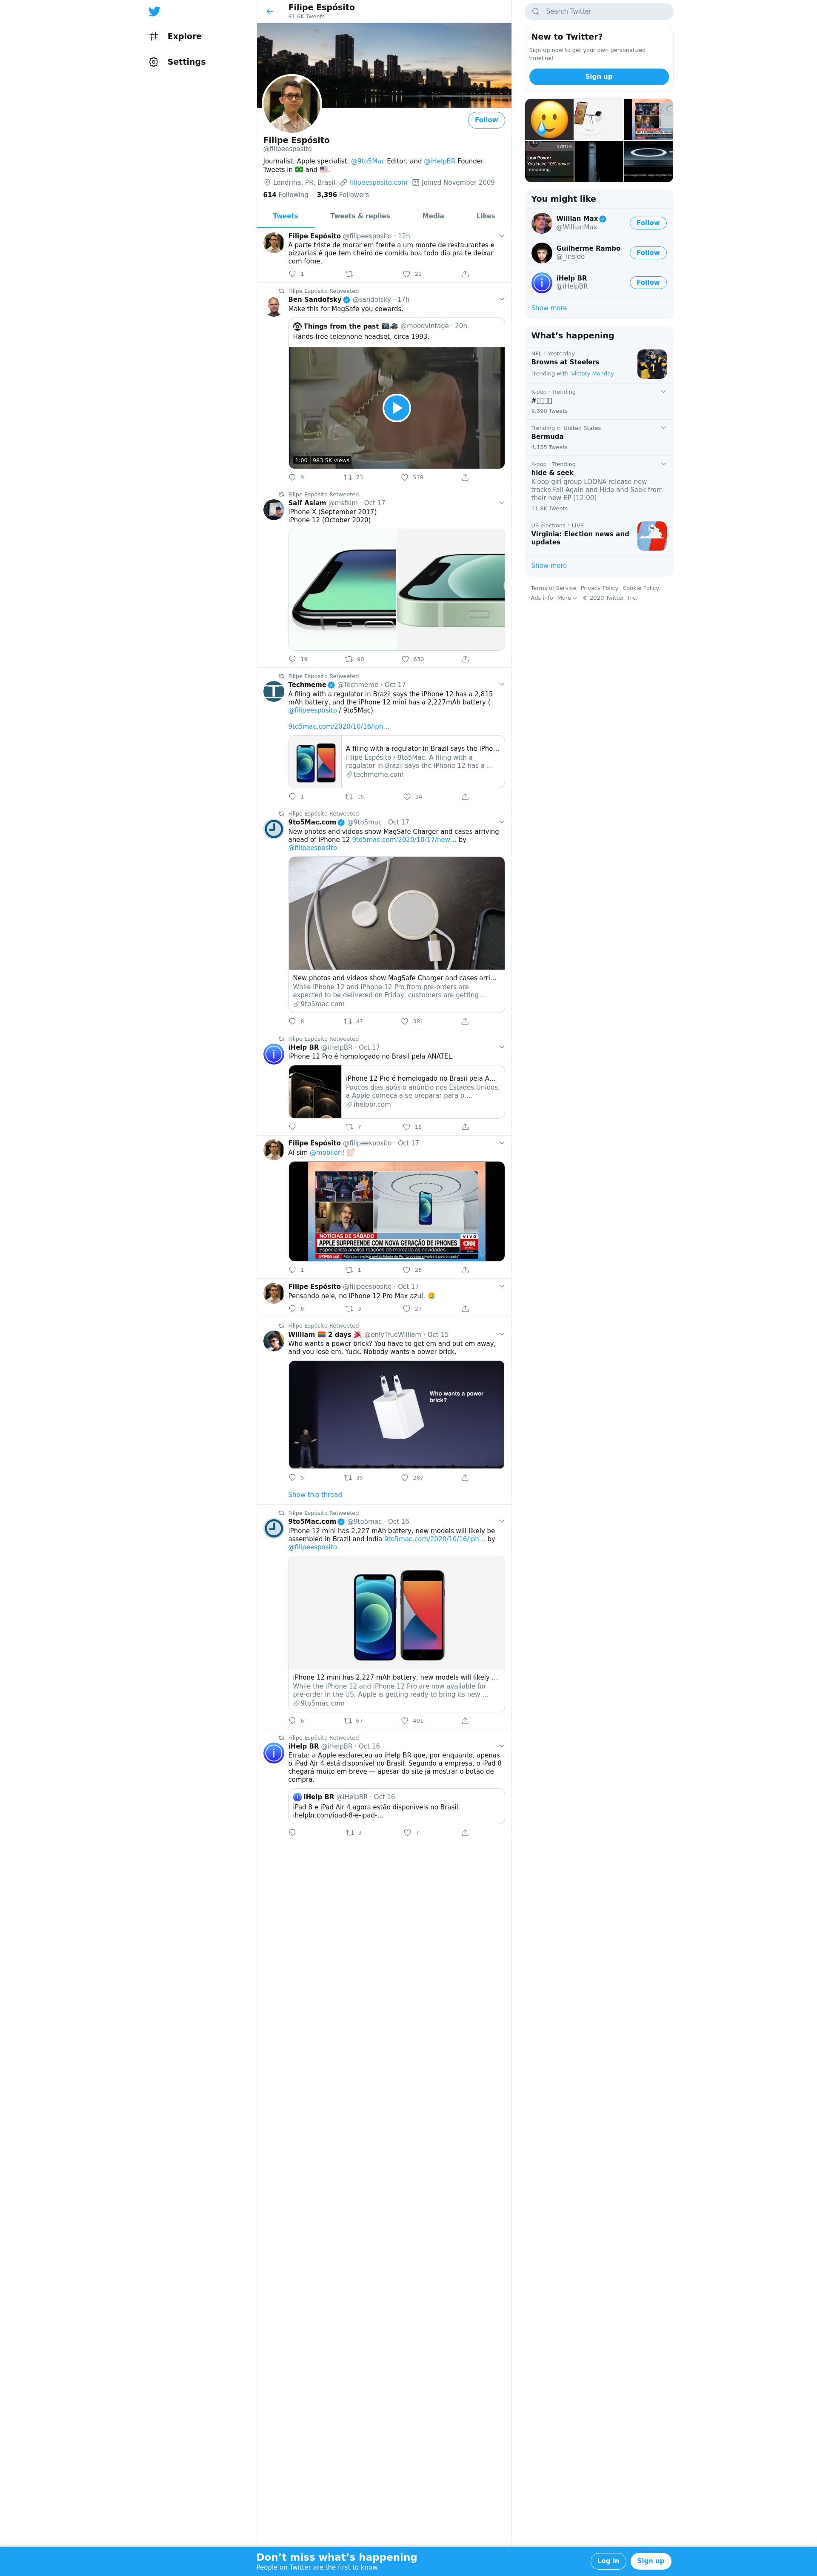 Explore
Settings
Filipe Espósito
81.6K Tweets
Follow
Filipe Espósito
@filipeesposito
Journalist, Apple specialist, @9to5Mac Editor, and @iHelpBR Founder.
Tweets in 🇧🇷 and 🇺🇸.
Londrina, PR, Brasil filipeesposito.com Joined November 2009
614 Following 3,396 Followers
Tweets Tweets & replies Media Likes
Filipe Espósito @filipeesposito · 12h
A parte triste de morar em frente a um monte de restaurantes e
pizzarias é que tem cheiro de comida boa todo dia pra te deixar
com fome.
1 21
Filipe Espósito Retweeted
Ben Sandofsky @sandofsky · 17h
Make this for MagSafe you cowards.
Things from the past @moodvintage · 20h
Hands-free telephone headset, circa 1993.
1:00 983.5K views
9 73 578
Filipe Espósito Retweeted
Saif Aslam @msfslm · Oct 17
iPhone X (September 2017)
iPhone 12 (October 2020)
19 90 630
Filipe Espósito Retweeted
Techmeme @Techmeme · Oct 17
A filing with a regulator in Brazil says the iPhone 12 has a 2,815
mAh battery, and the iPhone 12 mini has a 2,227mAh battery (
@filipeesposito / 9to5Mac)
9to5mac.com/2020/10/16/iph…
A filing with a regulator in Brazil says the iPho…
Filipe Espósito / 9to5Mac: A filing with a
regulator in Brazil says the iPhone 12 has a …
techmeme.com
1 15 14
Filipe Espósito Retweeted
9to5Mac.com @9to5mac · Oct 17
New photos and videos show MagSafe Charger and cases arriving
ahead of iPhone 12 9to5mac.com/2020/10/17/new… by
@filipeesposito
New photos and videos show MagSafe Charger and cases arri…
While iPhone 12 and iPhone 12 Pro from pre-orders are
expected to be delivered on Friday, customers are getting …
9to5mac.com
8 47 381
Filipe Espósito Retweeted
iHelp BR @iHelpBR · Oct 17
iPhone 12 Pro é homologado no Brasil pela ANATEL.
iPhone 12 Pro é homologado no Brasil pela A…
Poucos dias após o anúncio nos Estados Unidos,
a Apple começa a se preparar para o …
ihelpbr.com
7 18
Filipe Espósito @filipeesposito · Oct 17
Aí sim @mobilon! 👏🏻
NOTÍCIAS DE SÁBADO
VIVO
APPLE SURPREENDE COM NOVA GERAÇÃO DE IPHONES
Especialista analisa reações do mercado às novidades
CNN
BRASIL
1 1 26
Filipe Espósito @filipeesposito · Oct 17
Pensando nele, no iPhone 12 Pro Max azul. 🥲
8 3 27
Filipe Espósito Retweeted
William 🏳️‍🌈 2 days 🎉 @onlyTrueWilliam · Oct 15
Who wants a power brick? You have to get em and put em away,
and you lose em. Yuck. Nobody wants a power brick.
Who wants a power
brick?
5 35 287
Show this thread
Filipe Espósito Retweeted
9to5Mac.com @9to5mac · Oct 16
iPhone 12 mini has 2,227 mAh battery, new models will likely be
assembled in Brazil and India 9to5mac.com/2020/10/16/iph… by
@filipeesposito
iPhone 12 mini has 2,227 mAh battery, new models will likely …
While the iPhone 12 and iPhone 12 Pro are now available for
pre-order in the US, Apple is getting ready to bring its new …
9to5mac.com
6 67 401
Filipe Espósito Retweeted
iHelp BR @iHelpBR · Oct 16
Errata: a Apple esclareceu ao iHelp BR que, por enquanto, apenas
o iPad Air 4 está disponível no Brasil. Segundo a empresa, o iPad 8
chegará muito em breve — apesar do site já mostrar o botão de
compra.
iHelp BR @iHelpBR · Oct 16
iPad 8 e iPad Air 4 agora estão disponíveis no Brasil.
ihelpbr.com/ipad-8-e-ipad-…
3 7
Search Twitter
New to Twitter?
Sign up now to get your own personalized
timeline!
Sign up
Low Power
You have 10% power
remaining.
You might like
Willian Max
@WillianMax
Follow
Guilherme Rambo
@_inside
Follow
iHelp BR
@iHelpBR
Follow
Show more
What’s happening
NFL · Yesterday
Browns at Steelers
Trending with Victory Monday
K-pop · Trending
9,390 Tweets
Trending in United States
Bermuda
4,155 Tweets
K-pop · Trending
hide & seek
K-pop girl group LOONA release new
tracks Fall Again and Hide and Seek from
their new EP [12:00]
11.8K Tweets
US elections · LIVE
Virginia: Election news and
updates
Show more
Terms of Service Privacy Policy Cookie Policy
Ads info More © 2020 Twitter, Inc.
Don’t miss what’s happening
People on Twitter are the first to know.
Log in Sign up